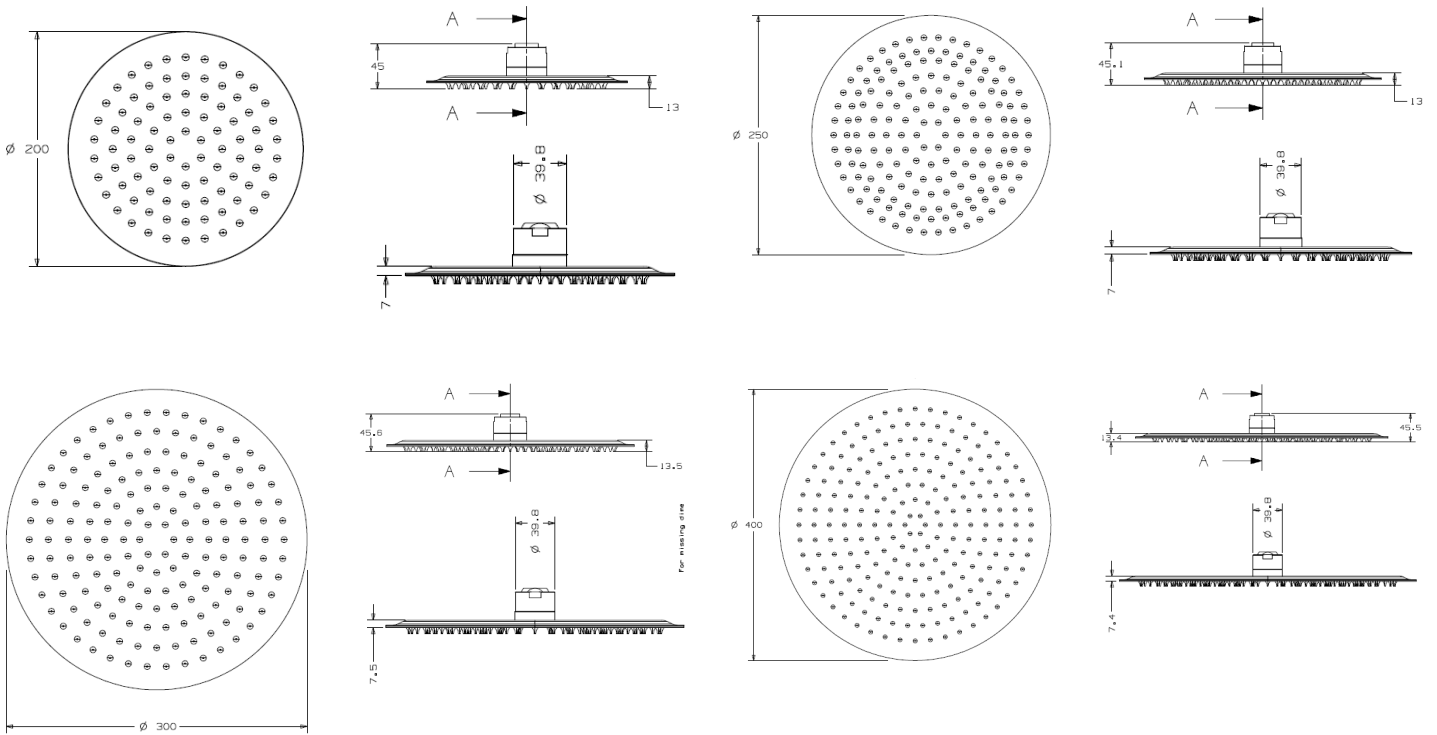 Ø 200
A
45
A
13
Ø 39.8
7
Ø 250
A
45.1
A
13
Ø 39.8
7
Ø 300
A
45.6
A
13.5
Ø 39.8
7.5
For missing dims
Ø 400
A
13.4
45.5
A
Ø 39.8
7.4